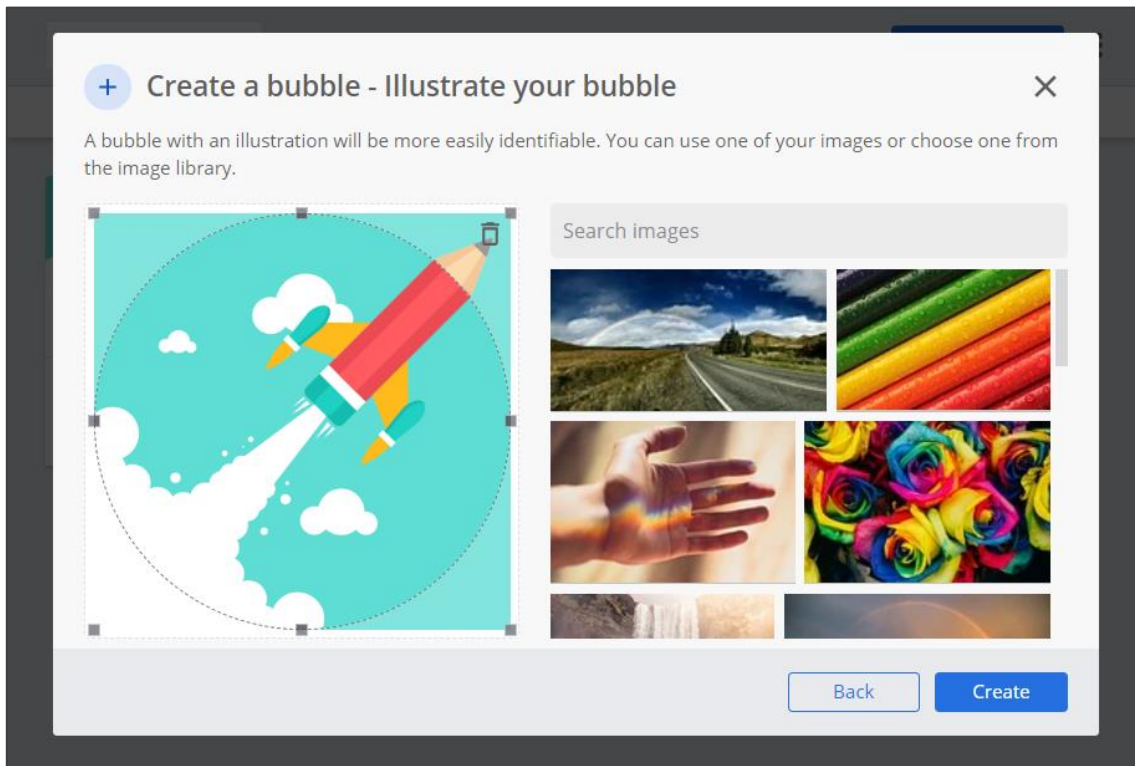 Create a bubble - Illustrate your bubble
A bubble with an illustration will be more easily identifiable. You can use one of your images or choose one from
the image library.
Search images
Back
Create